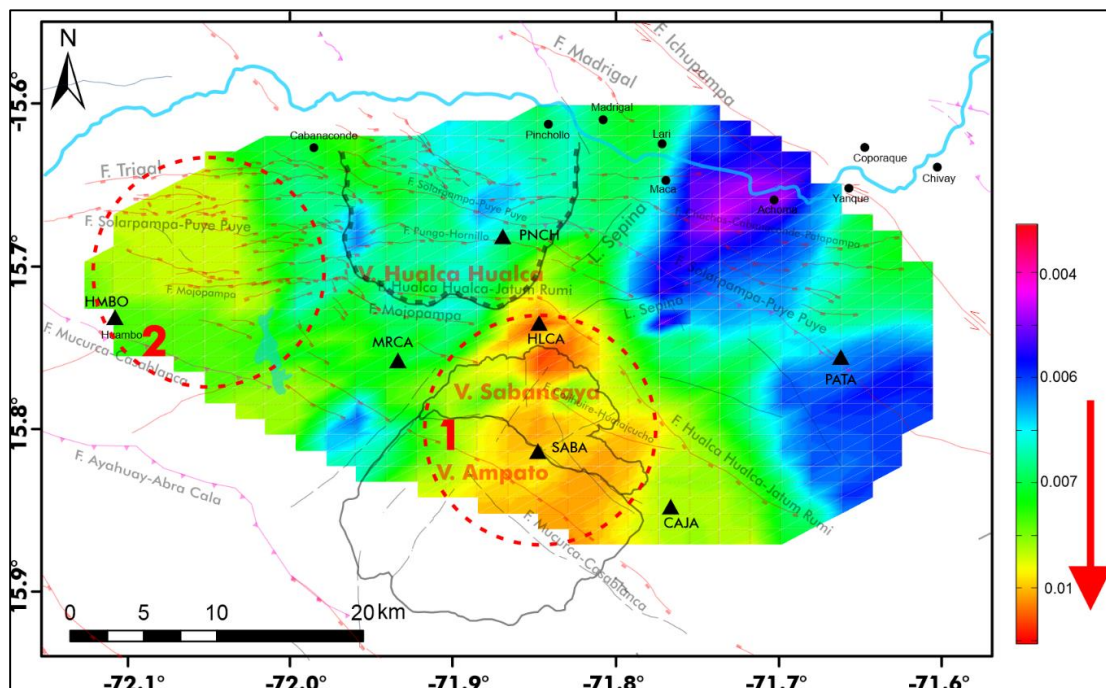 N
F. Ichupampa
F. Madrigal
Madrigal
Pinchollo
Cabanaconde
Lari
Coporaque
Chivay
Maca
Yanque
Achoma
F. Trigal
F. Solarpampa-Puye Puye
F. Solarpampa-Puye Puye
F. Pungo-Hornillo
PNCH
L. Sepina
V. Hualca Hualca
F. Hualca Hualca-Jatum Rumi
F. Solarpampa-Puye Puye
F. Mojopampa
F. Mojopampa
L. Sepina
HMBO
Huambo
2
F. Mucurca-Casablanca
MRCA
HLCA
PATA
V. Sabancaya
1
SABA
V. Ampato
F. Hualca Hualca-Jatum Rumi
CAJA
F. Ayahuay-Abra Cala
F. Mucurca-Casablanca
0 5 10 20 km
-15.6°
-15.7°
-15.8°
-15.9°
-72.1° -72.0° -71.9° -71.8° -71.7° -71.6°
0.004
0.006
0.007
0.01